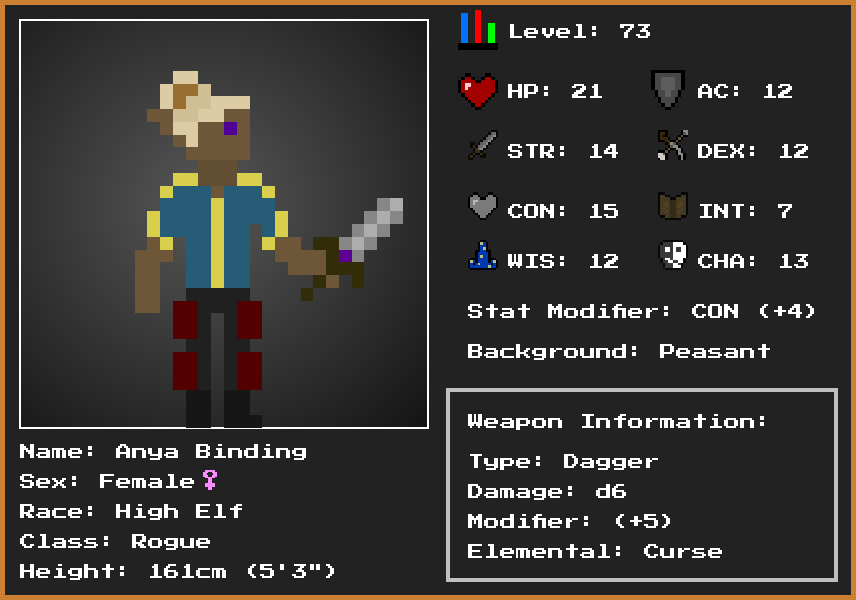 Level: 73
HP: 21 AC: 12
STR: 14 DEX: 12
CON: 15 INT: 7
WIS: 12 CHA: 13
Stat Modifier: CON (+4)
Background: Peasant
Weapon Information:
Type: Dagger
Damage: d6
Modifier: (+5)
Elemental: Curse
Name: Anya Binding
Sex: Female♀
Race: High Elf
Class: Rogue
Height: 161cm (5'3")